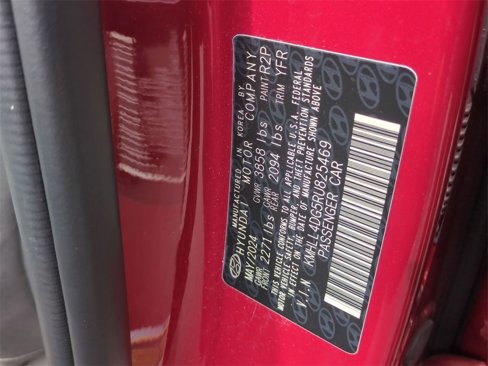 MANUFACTURED IN KOREA BY
HYUNDAI MOTOR COMPANY
MAY/2024 GVWR 3858 lbs PAINT R2P
GAWR FRONT 2271 lbs GAWR REAR 2094 lbs TRIM YFR
THIS VEHICLE CONFORMS TO ALL APPLICABLE U.S.A. FEDERAL
MOTOR VEHICLE SAFETY, BUMPER, AND THEFT PREVENTION STANDARDS
IN EFFECT ON THE DATE OF MANUFACTURE SHOWN ABOVE
V.I.N KMHLL4DG5RU825469
PASSENGER CAR